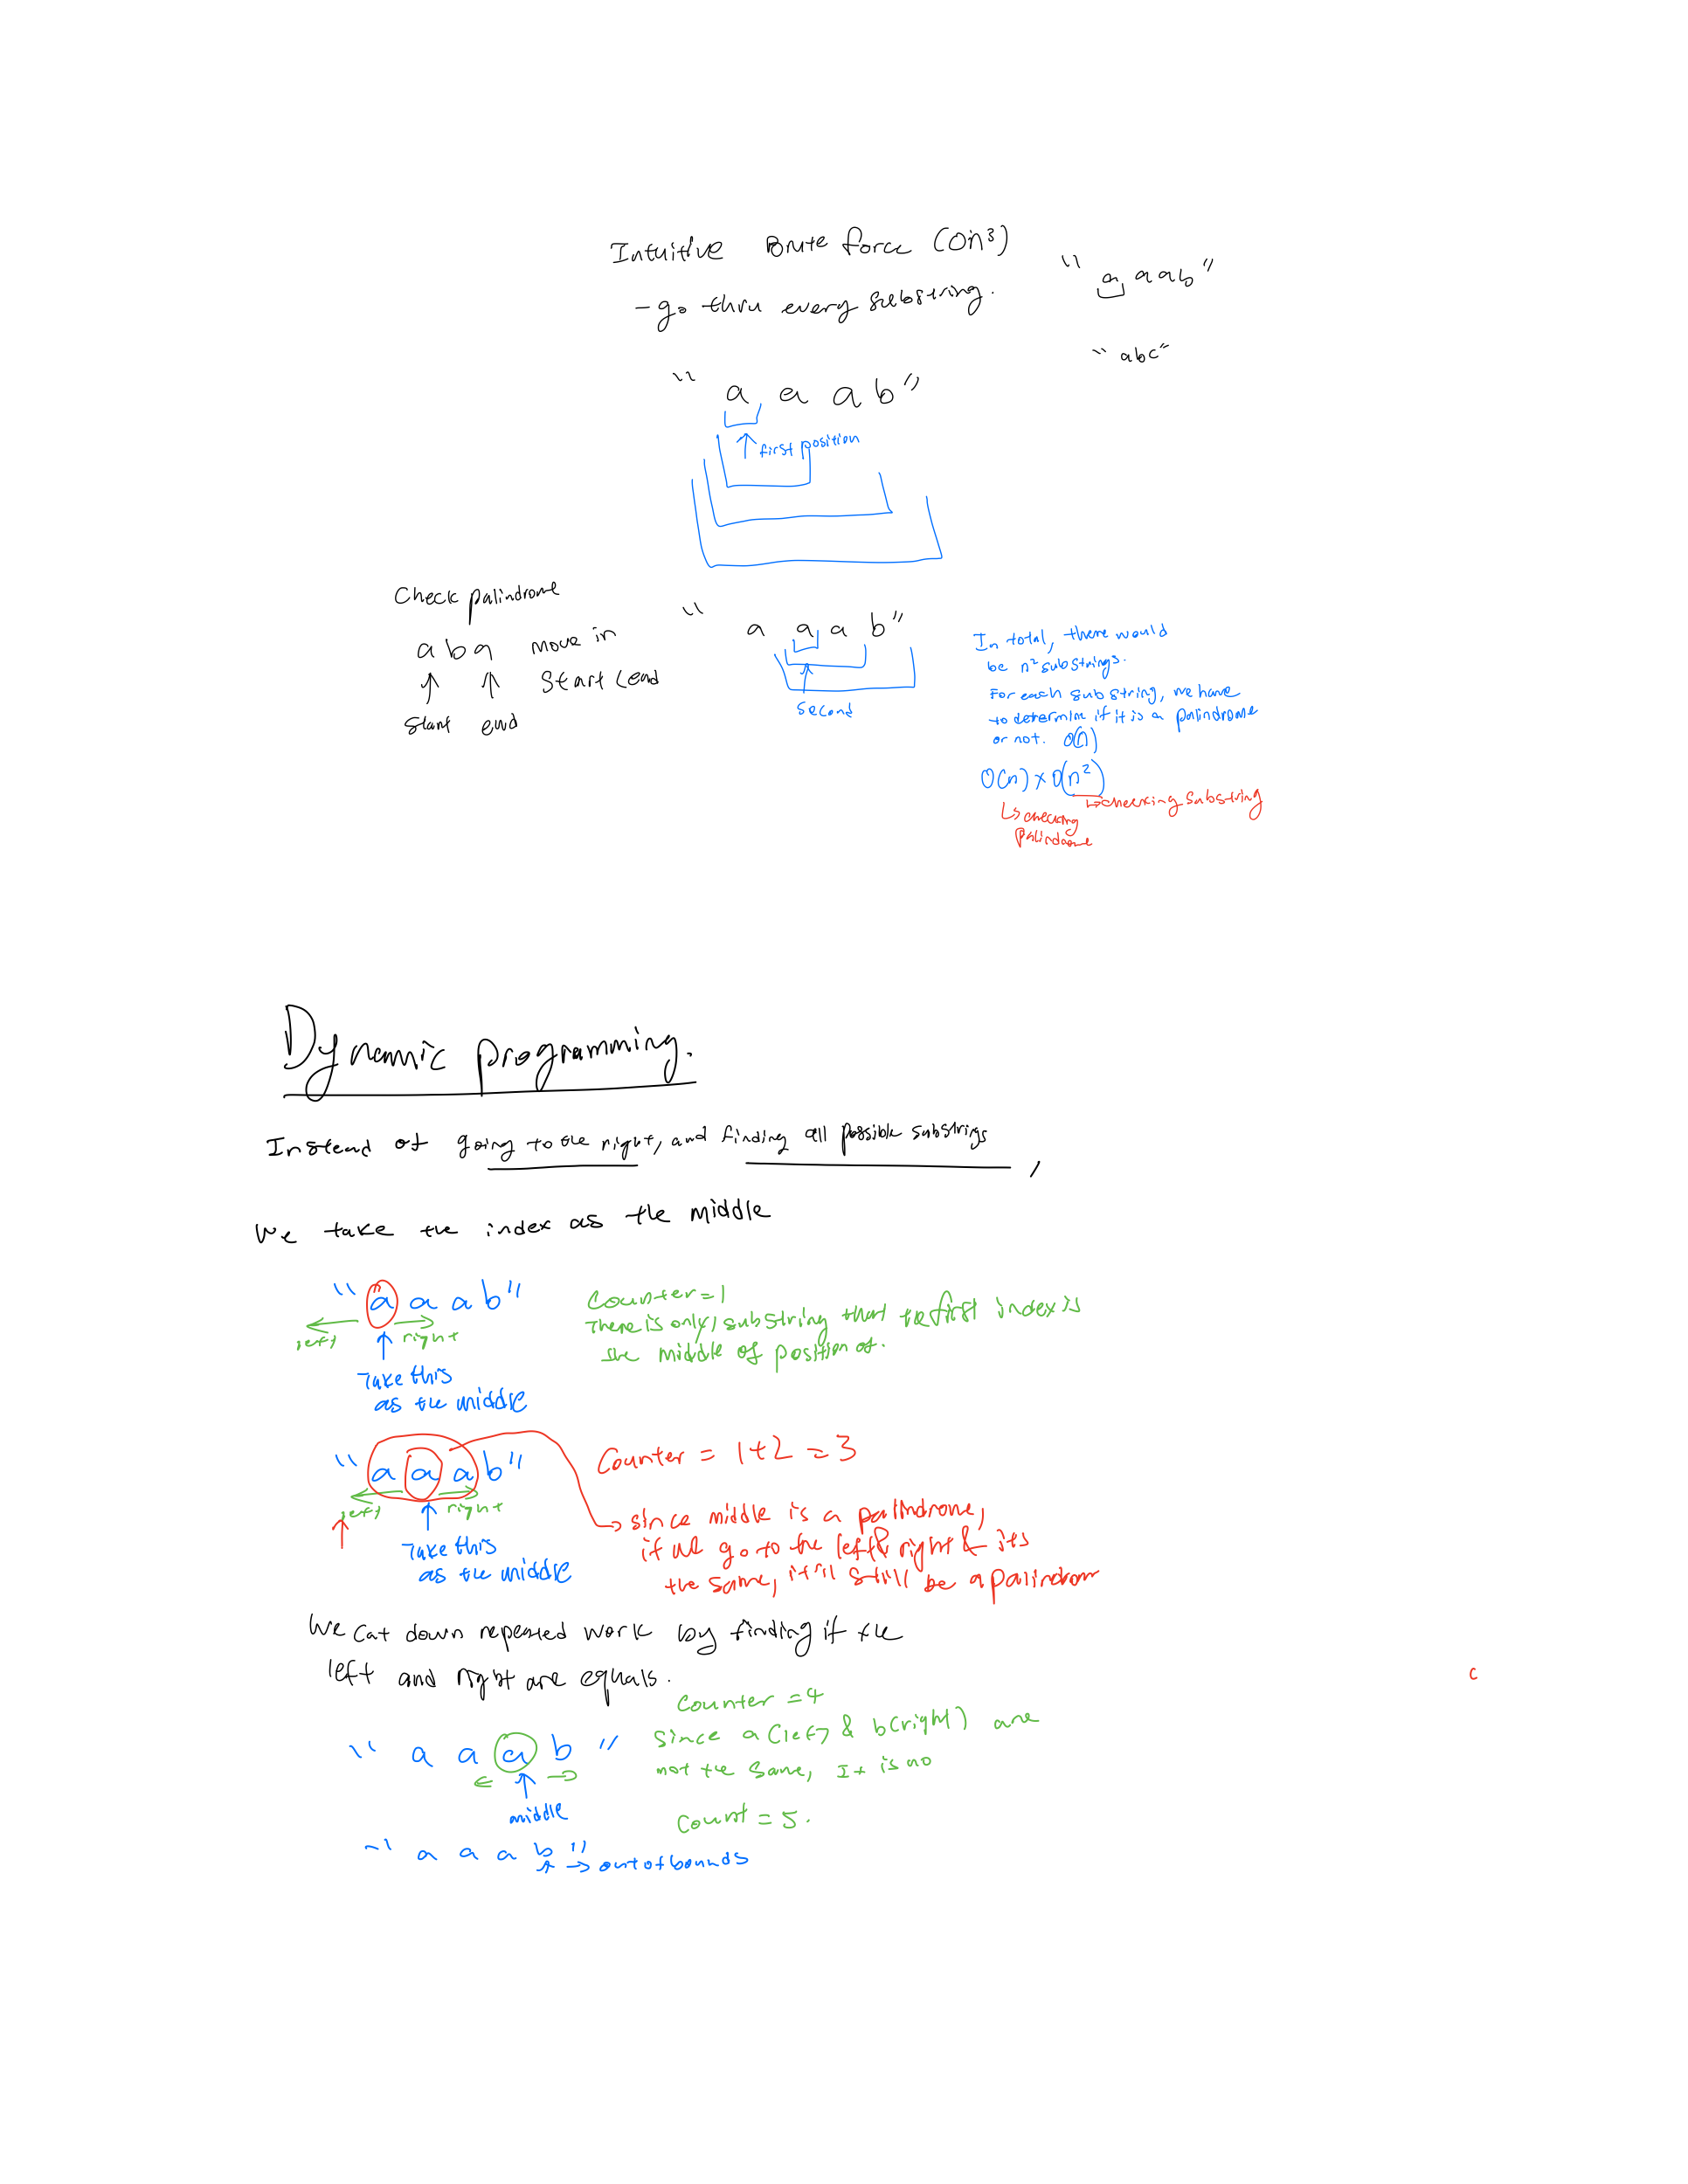 Intuitive Brute force (On³)
- go thru every substring.
"a a a b"
"abc"
"a a a b"
first position
Check palindrome
a b a move in
start end
Start & end
"a a a b"
second
In total, there would
be n² substrings.
For each substring, we have
to determine if it is a palindrome
or not. O(n)
O(n) x O(n²)
↳ checking substring
↳ checking
palindrome
Dynamic programming.
Instead of going to the right, and finding all possible substrings,
we take the index as the middle
"a a a b"
left right
Take this
as the middle
Counter = 1
There is only 1 substring that the first index is
the middle of position of.
"a a a b"
left right
Take this
as the middle
Counter = 1+2 = 3
→ since middle is a palindrome,
if we go to the left & right & its
the same, it'll still be a palindrome
We cut down repeated work by finding if the
left and right are equals.
c
"a a a b"
middle
Counter = 4
Since a (left) & b (right) are
not the same, It is no
Count = 5.
"a a a b"
→ out of bounds